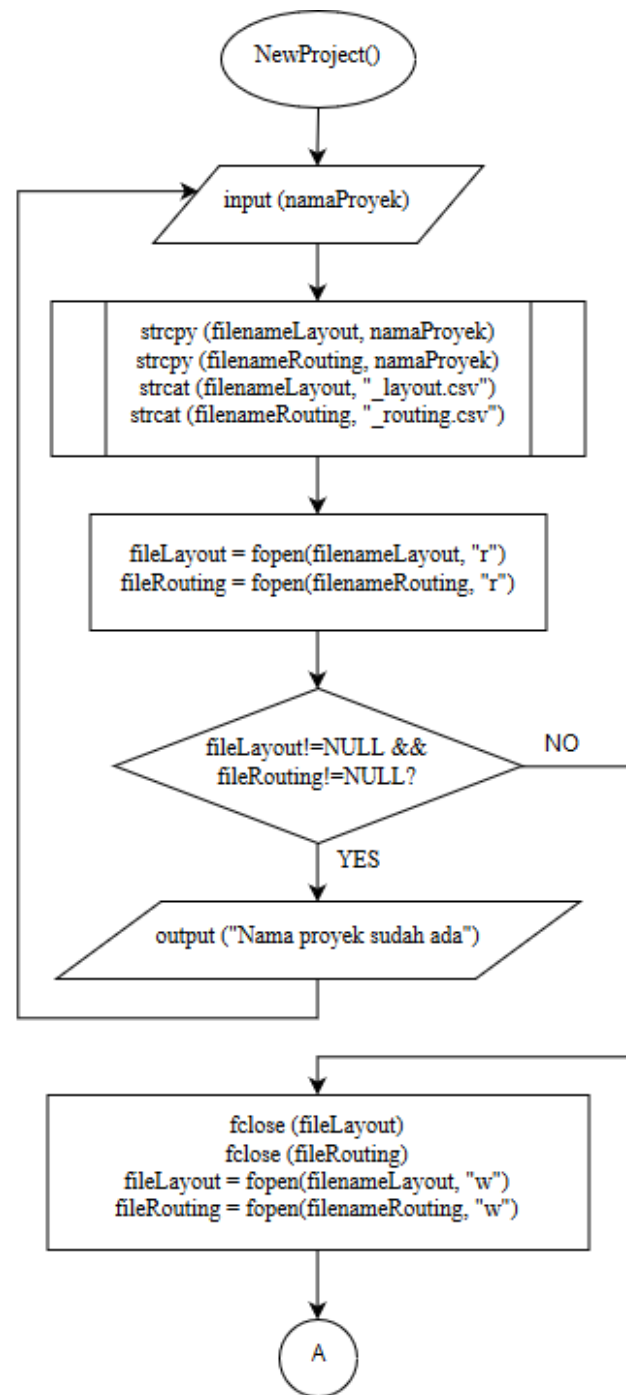 NewProject()
input (namaProyek)
strcpy (filenameLayout, namaProyek)
strcpy (filenameRouting, namaProyek)
strcat (filenameLayout, "_layout.csv")
strcat (filenameRouting, "_routing.csv")
fileLayout = fopen(filenameLayout, "r")
fileRouting = fopen(filenameRouting, "r")
fileLayout!=NULL &&
fileRouting!=NULL?
NO
YES
output ("Nama proyek sudah ada")
fclose (fileLayout)
fclose (fileRouting)
fileLayout = fopen(filenameLayout, "w")
fileRouting = fopen(filenameRouting, "w")
A